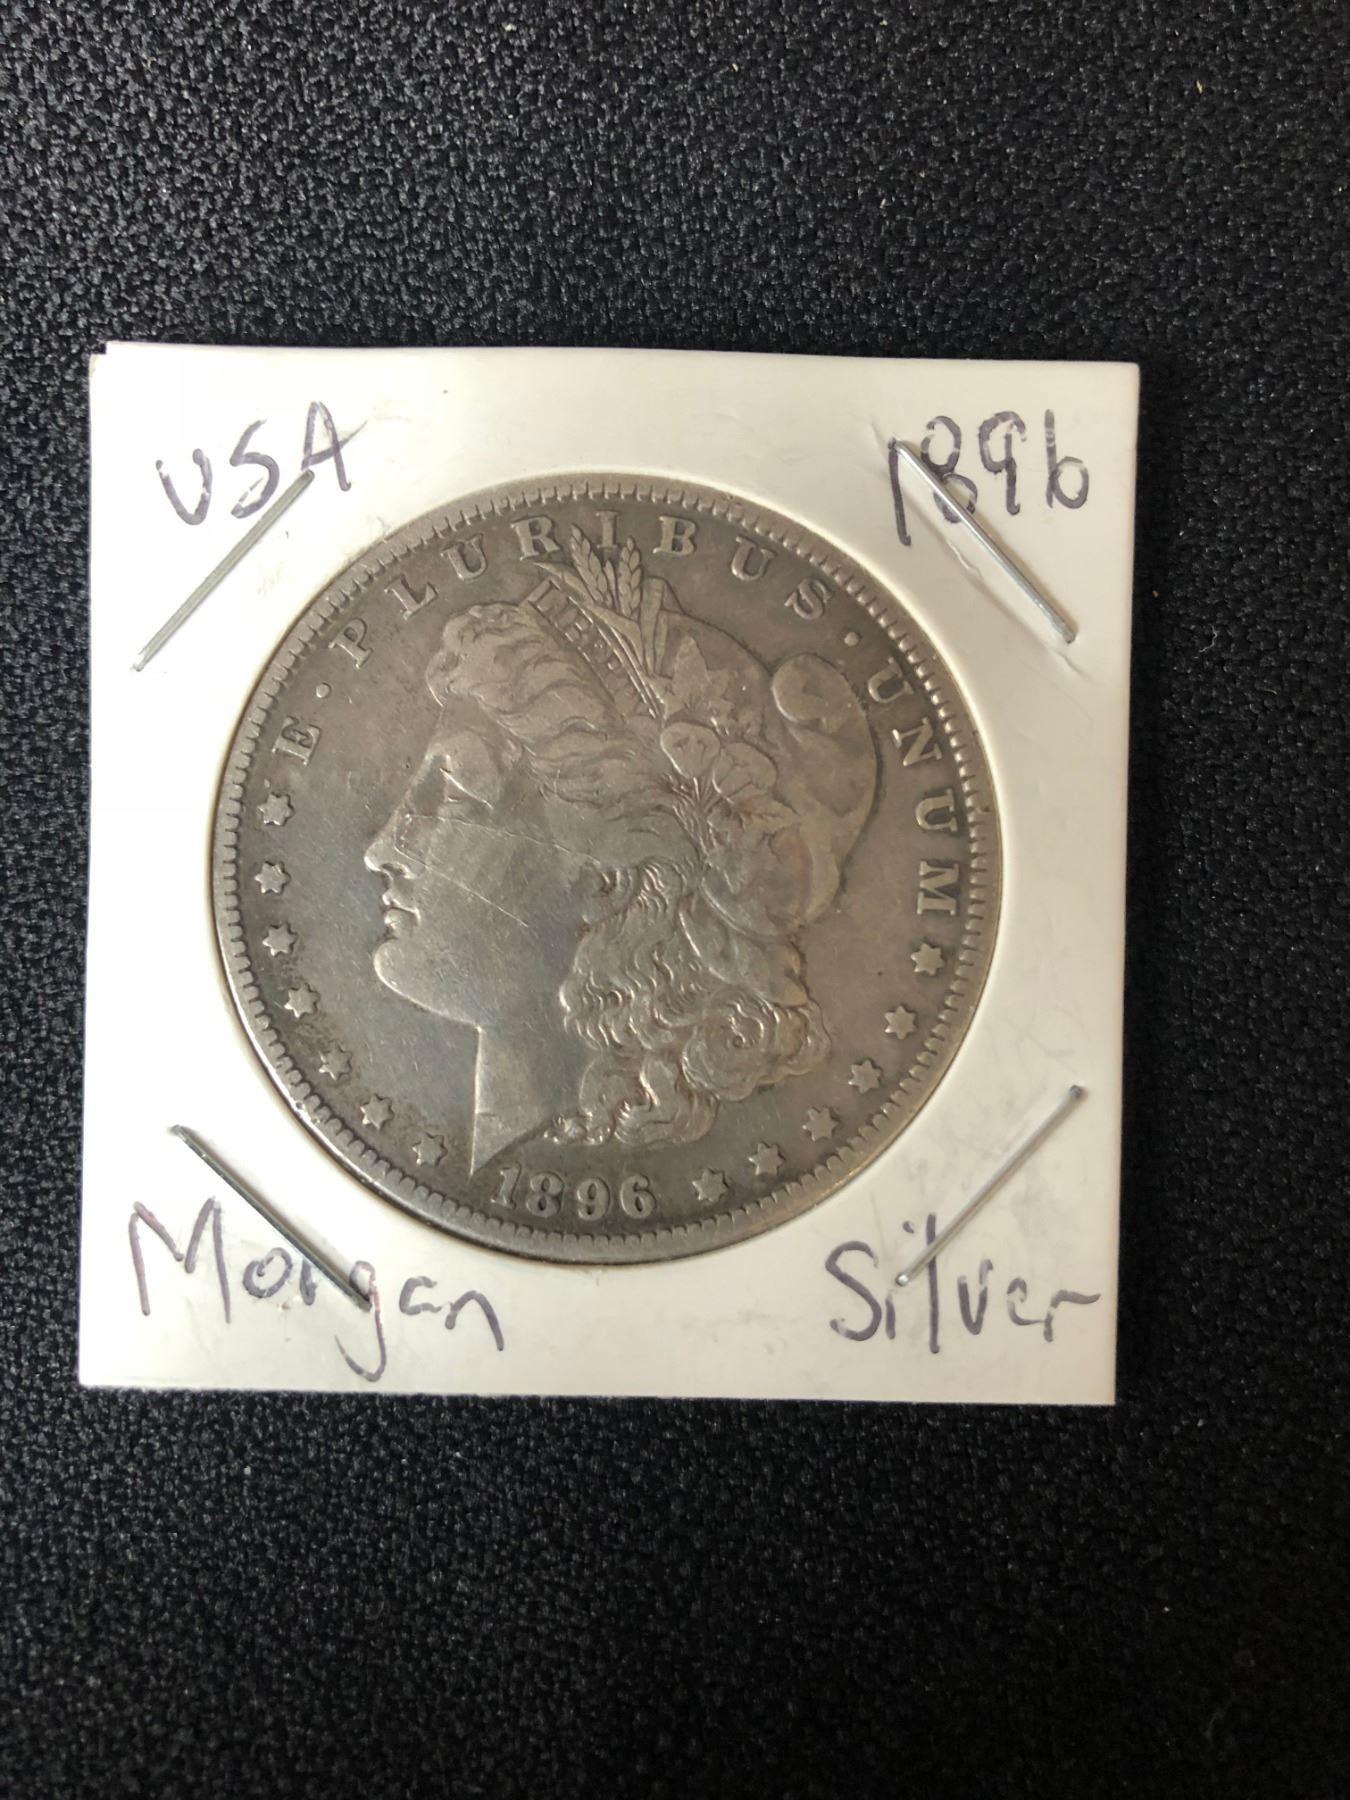 USA 1896
E · PLURIBUS · UNUM
LIBERTY
1896
Morgan Silver